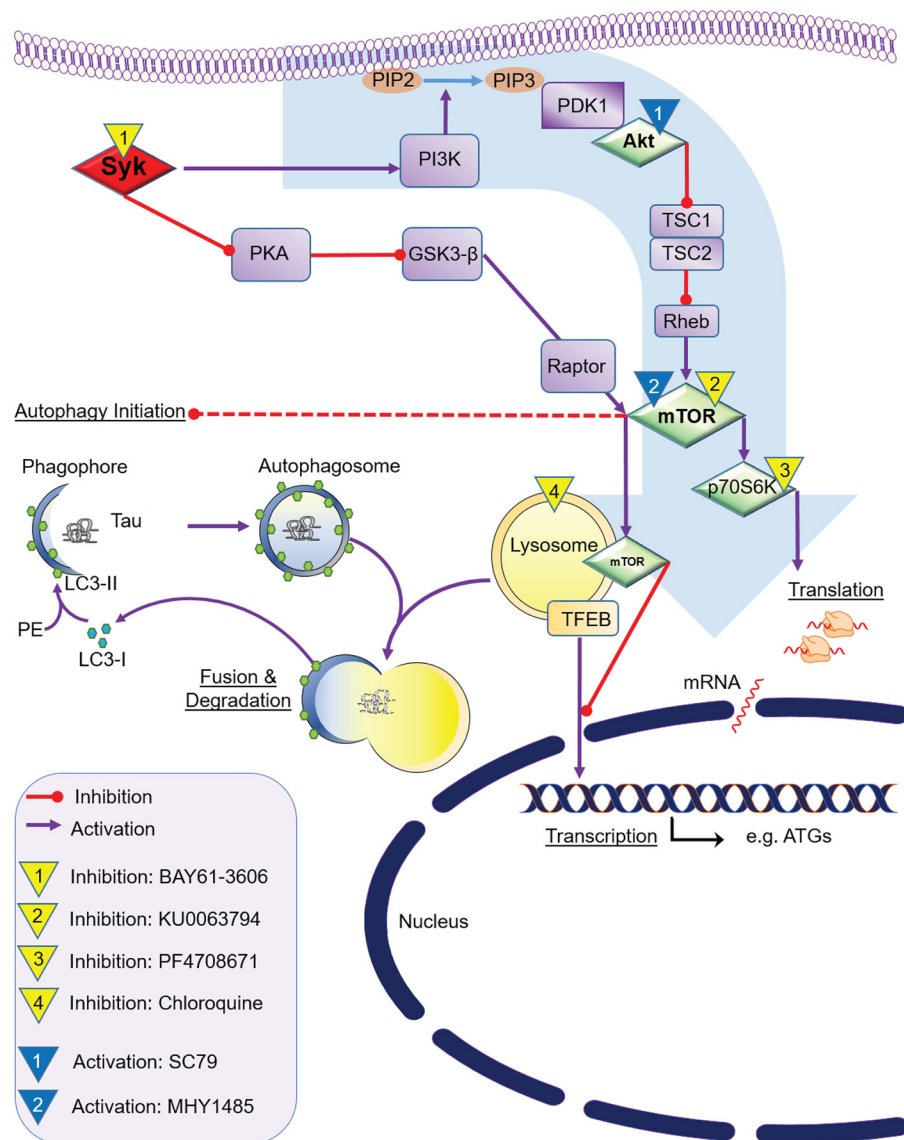 PIP2
PIP3
PDK1
1
Akt
1
Syk
PI3K
TSC1
TSC2
PKA
GSK3-β
Rheb
Raptor
2
2
mTOR
Autophagy Initiation
3
p70S6K
Phagophore
Autophagosome
4
Lysosome
Tau
mTOR
LC3-II
Translation
TFEB
PE
LC3-I
Fusion &
Degradation
mRNA
Inhibition
Activation
Transcription
e.g. ATGs
1
Inhibition: BAY61-3606
2
Inhibition: KU0063794
3
Inhibition: PF4708671
4
Inhibition: Chloroquine
1
Activation: SC79
2
Activation: MHY1485
Nucleus